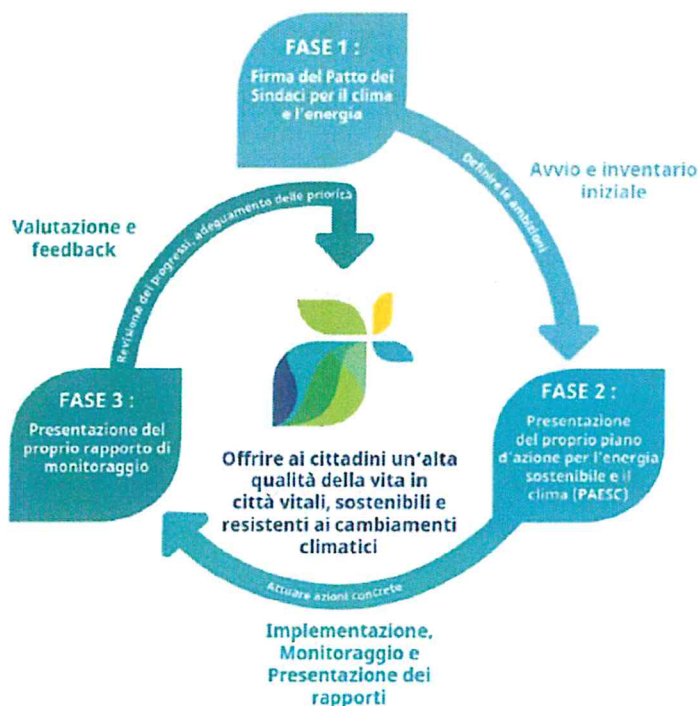 FASE 1 :
Firma del Patto dei
Sindaci per il clima
e l'energia
Definire le ambizioni
Avvio e inventario
iniziale
FASE 2 :
Presentazione
del proprio piano
d'azione per l'energia
sostenibile e il
clima (PAESC)
Attuare azioni concrete
Implementazione,
Monitoraggio e
Presentazione dei
rapporti
FASE 3 :
Presentazione del
proprio rapporto di
monitoraggio
Revisione dei progressi, adeguamento delle priorità
Valutazione e
feedback
Offrire ai cittadini un'alta
qualità della vita in
città vitali, sostenibili e
resistenti ai cambiamenti
climatici